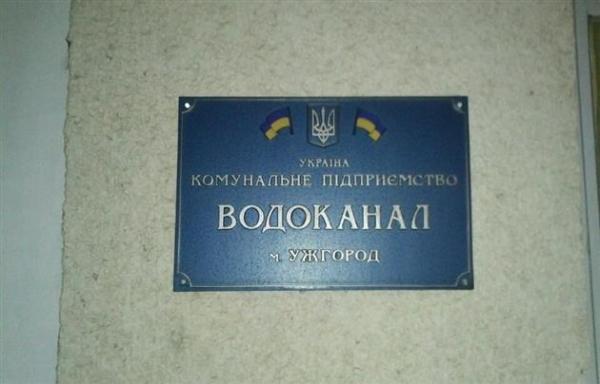 УКРАЇНА
КОМУНАЛЬНЕ ПІДПРИЄМСТВО
ВОДОКАНАЛ
м. УЖГОРОД